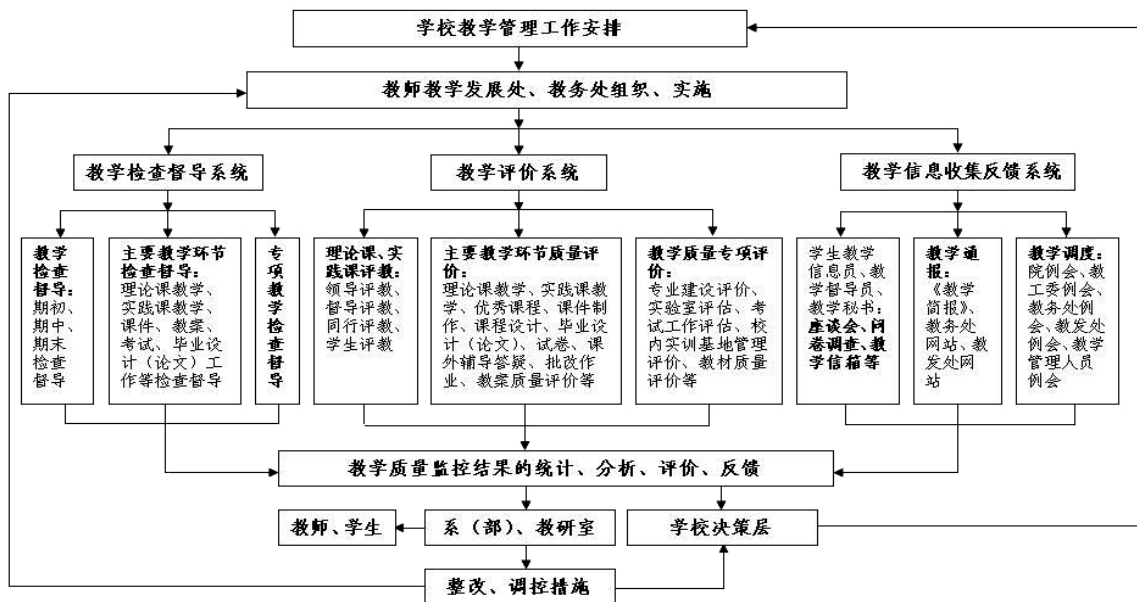 学校教学管理工作安排
教师教学发展处、教务处组织、实施
教学检查督导系统
教学评价系统
教学信息收集反馈系统
教学
检查
督导：
期初、
期中、
期末
检查
督导
主要教学环节
检查督导：
理论课教学、
实践课教学、
课件、教案、
考试、毕业设
计（论文）工
作等检查督导
专
项
教
学
检
查
督
导
理论课、实
践课评教：
领导评教、
督导评教、
同行评教、
学生评教
主要教学环节质量评
价：
理论课教学、实践课教
学、优秀课程、课件制
作、课程设计、毕业设
计（论文）、试卷、课
外辅导答疑、批改作
业、教案质量评价等
教学质量专项评
价：
专业建设评价、
实验室评估、考
试工作评估、校
内实训基地管理
评价、教材质量
评价等
学生教学
信息员、教
学督导员、
教学秘书：
座谈会、问
卷调查、教
学信箱等
教学通
报：
《教学
简报》、
教务处
网站、教
发处网
站
教学调度：
院例会、教
工委例会、
教务处例
会、教发处
例会、教学
管理人员
例会
教学质量监控结果的统计、分析、评价、反馈
教师、学生
系（部）、教研室
学校决策层
整改、调控措施